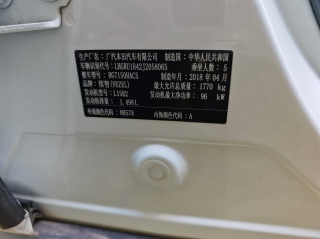 生产厂名：广汽本田汽车有限公司 制造国：中华人民共和国
车辆识别代号：LHGRU1842J2058065 乘坐人数：5
整车型号：HG7150HAC5 制造年月：2018年04月
品牌：缤智(VEZEL) 最大允许总质量：1770 kg
发动机型号：L15B2 发动机最大净功率：96 kW
发动机排量：1.498L
外观颜色代码：NH578 内饰颜色代码：A